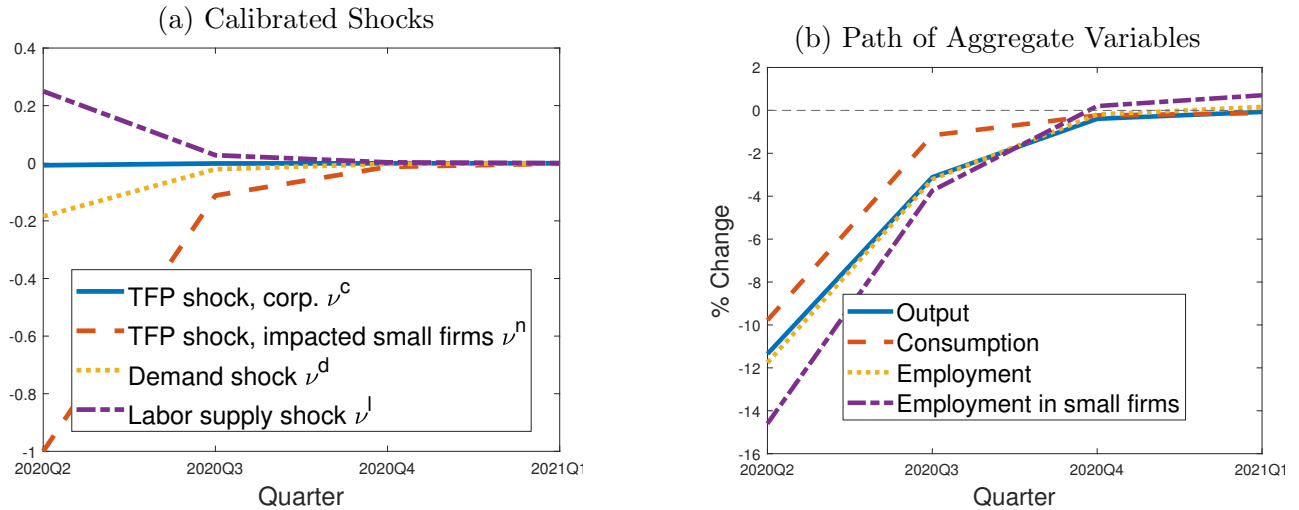 (a) Calibrated Shocks
0.4
0.2
0
-0.2
-0.4
-0.6
-0.8
-1
TFP shock, corp. ν^c
TFP shock, impacted small firms ν^n
Demand shock ν^d
Labor supply shock ν^l
2020Q2 2020Q3 2020Q4 2021Q1
Quarter
(b) Path of Aggregate Variables
% Change
2
0
-2
-4
-6
-8
-10
-12
-14
-16
Output
Consumption
Employment
Employment in small firms
2020Q2 2020Q3 2020Q4 2021Q1
Quarter